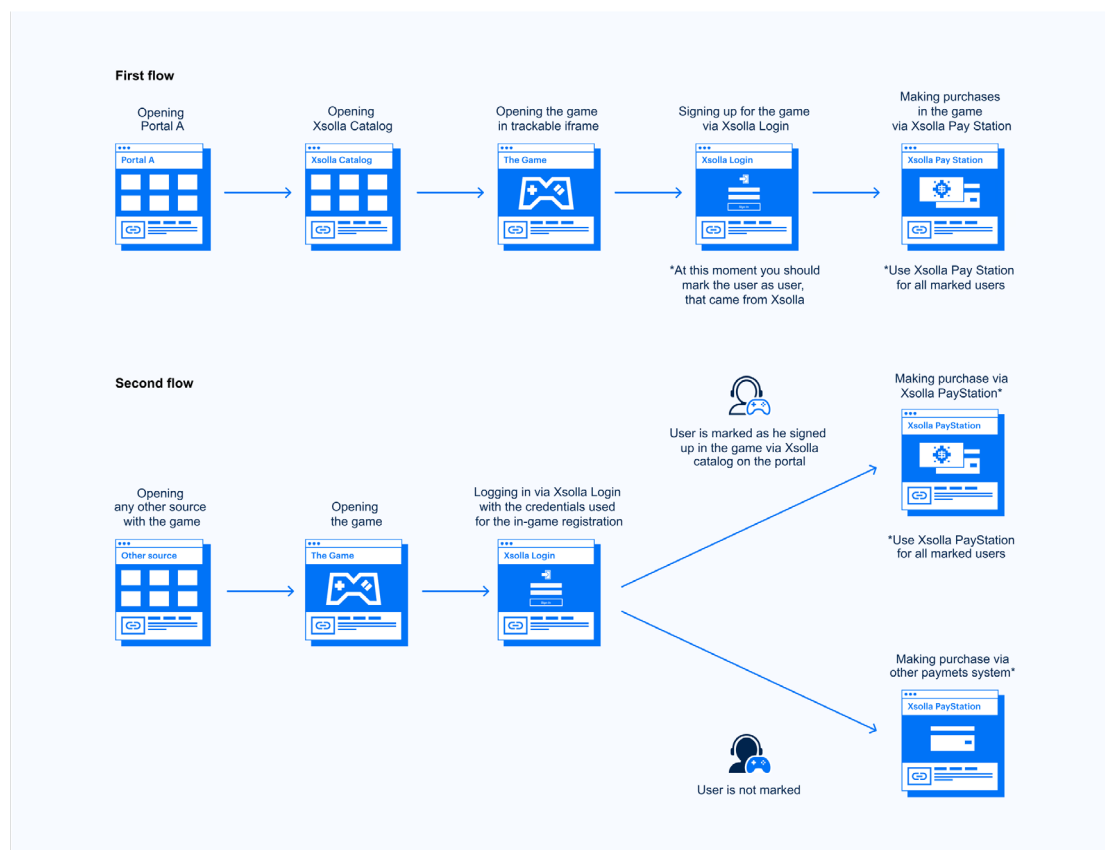 First flow
Opening
Portal A
Portal A
Opening
Xsolla Catalog
Xsolla Catalog
Opening the game
in trackable iframe
The Game
Signing up for the game
via Xsolla Login
Xsolla Login
Sign in
*At this moment you should
mark the user as user,
that came from Xsolla
Making purchases
in the game
via Xsolla Pay Station
Xsolla Pay Station
*Use Xsolla Pay Station
for all marked users
Second flow
Opening
any other source
with the game
Other source
Opening
the game
The Game
Logging in via Xsolla Login
with the credentials used
for the in-game registration
Xsolla Login
Sign in
User is marked as he signed
up in the game via Xsolla
catalog on the portal
Making purchase via
Xsolla PayStation*
Xsolla PayStation
*Use Xsolla PayStation
for all marked users
User is not marked
Making purchase via
other paymets system*
Xsolla PayStation